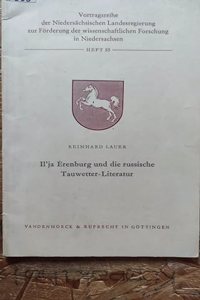 Vortragsreihe
der Niedersächsischen Landesregierung
zur Förderung der wissenschaftlichen Forschung
in Niedersachsen
HEFT 53
REINHARD LAUER
Il'ja Ėrenburg und die russische
Tauwetter-Literatur
VANDENHOECK & RUPRECHT IN GÖTTINGEN